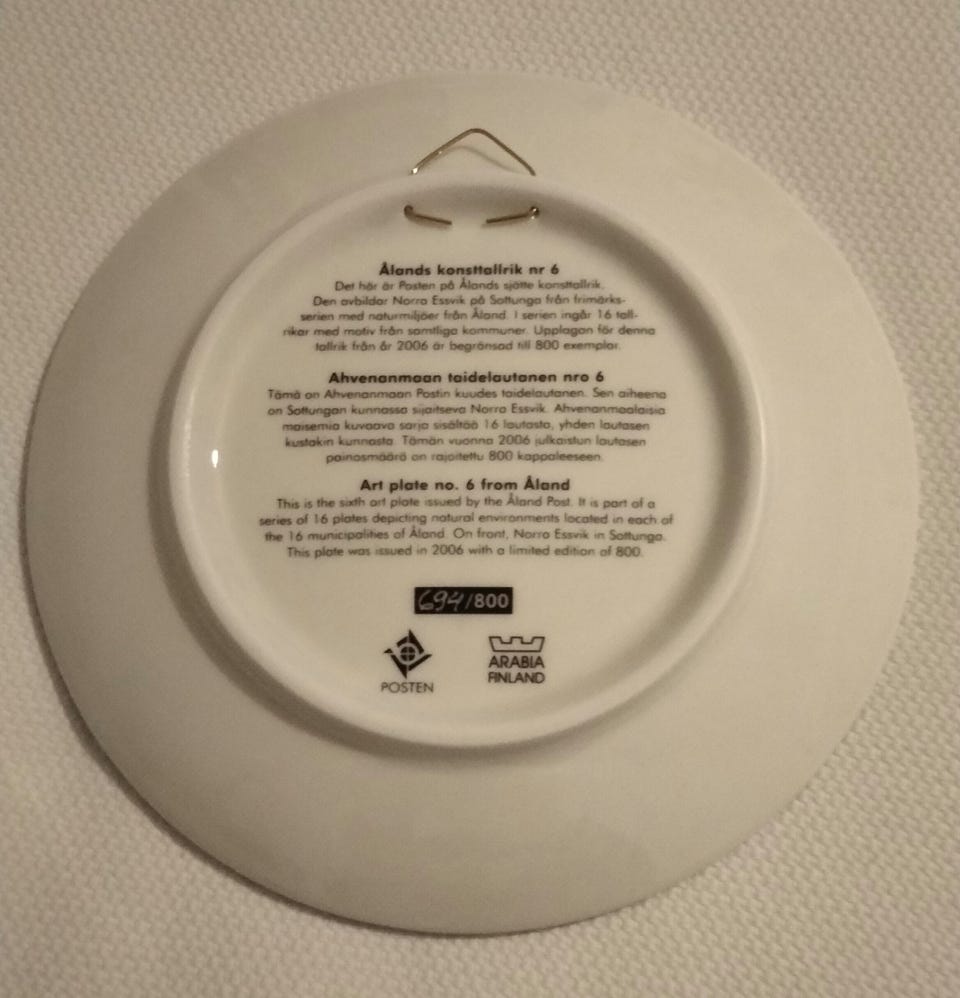 Ålands konsttallrik nr 6
Det här är Posten på Ålands sjätte konsttallrik.
Den avbildar Norra Essvik på Sottunga från frimärks-
serien med naturmiljöer från Åland. I serien ingår 16 tall-
rikar med motiv från samtliga kommuner. Upplagan för denna
tallrik från år 2006 är begränsad till 800 exemplar.
Ahvenanmaan taidelautanen nro 6
Tämä on Ahvenanmaan Postin kuudes taidelautanen. Sen aiheena
on Sottungan kunnassa sijaitseva Norra Essvik. Ahvenanmaalaisia
maisemia kuvaava sarja sisältää 16 lautasta, yhden lautasen
kustakin kunnasta. Tämän vuonna 2006 julkaistun lautasen
painosmäärä on rajoitettu 800 kappaleeseen.
Art plate no. 6 from Åland
This is the sixth art plate issued by the Åland Post. It is part of a
series of 16 plates depicting natural environments located in each of
the 16 municipalities of Åland. On front, Norra Essvik in Sottunga.
This plate was issued in 2006 with a limited edition of 800.
694/800
POSTEN
ARABIA
FINLAND